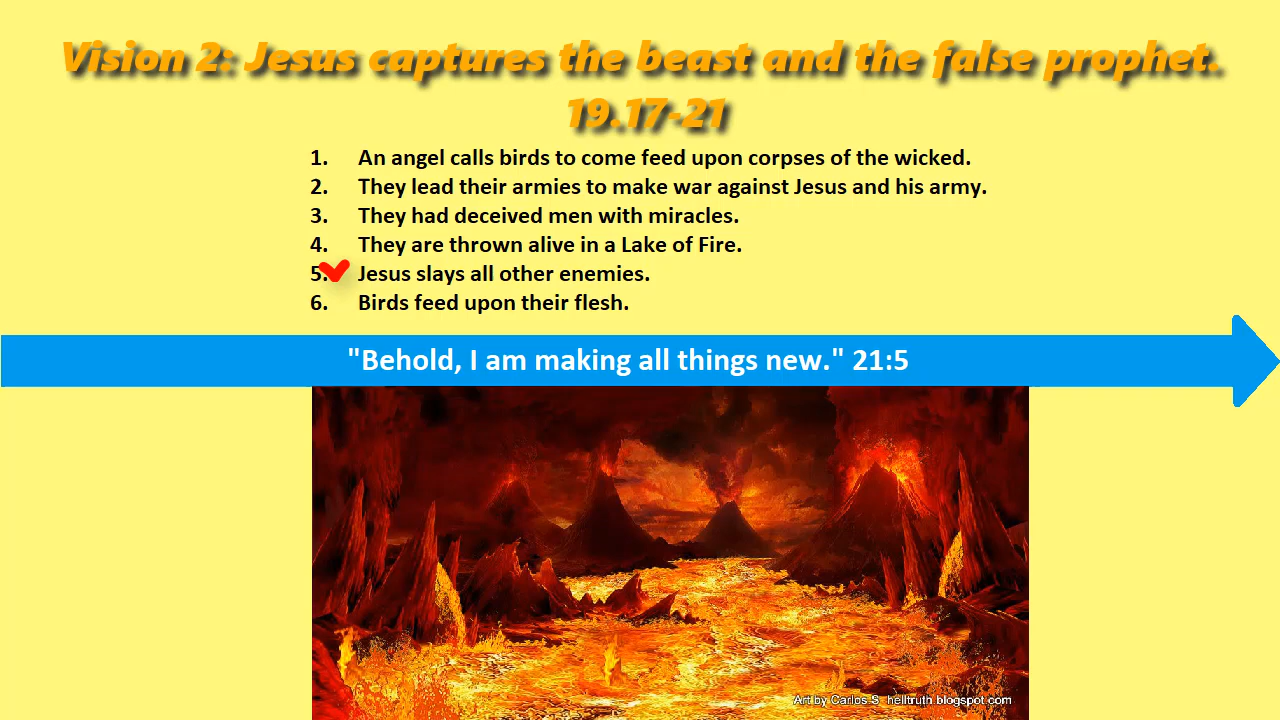 Vision 2: Jesus captures the beast and the false prophet.
19.17-21
1. An angel calls birds to come feed upon corpses of the wicked.
2. They lead their armies to make war against Jesus and his army.
3. They had deceived men with miracles.
4. They are thrown alive in a Lake of Fire.
5. Jesus slays all other enemies.
6. Birds feed upon their flesh.
"Behold, I am making all things new." 21:5
Art by Carlos S helltruth.blogspot.com